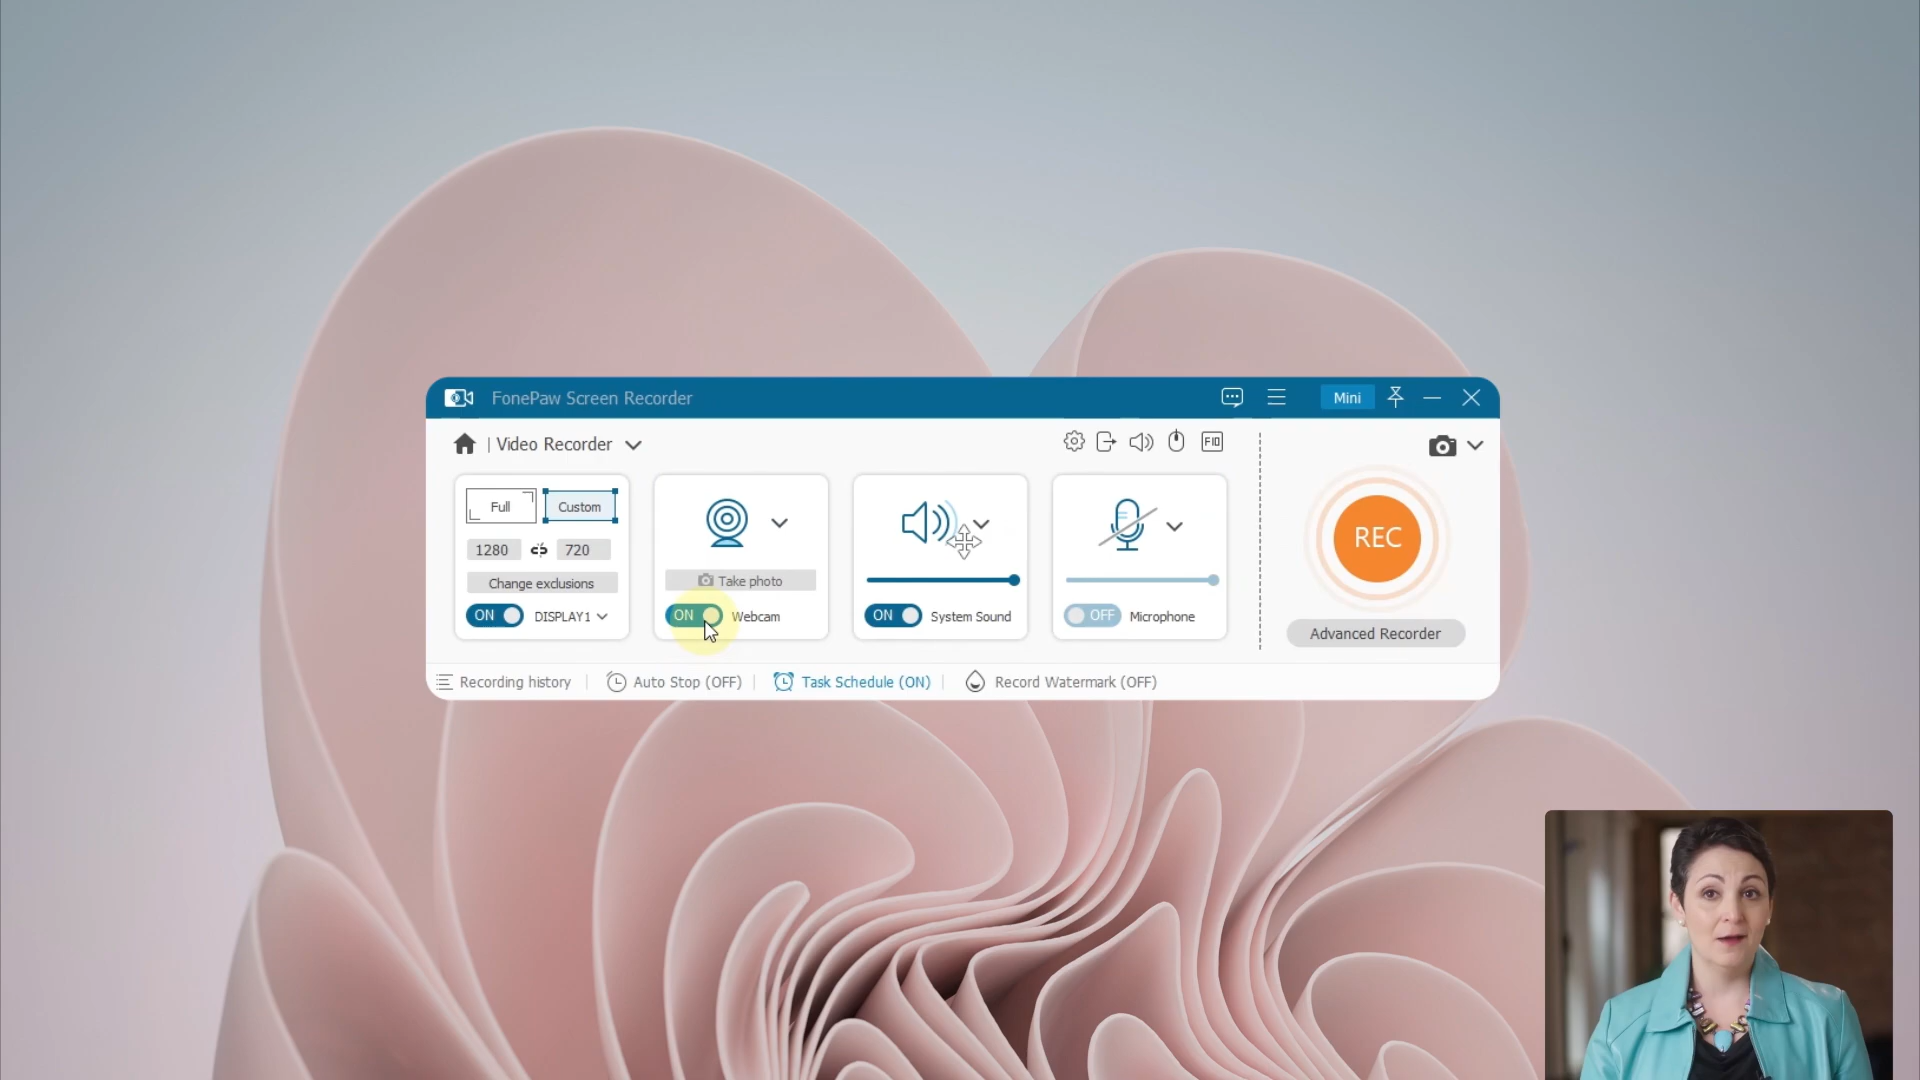 FonePaw Screen Recorder
Mini
| Video Recorder
F10
Full
Custom
1280
720
Change exclusions
ON
DISPLAY1
Take photo
ON
Webcam
ON
System Sound
OFF
Microphone
REC
Advanced Recorder
Recording history
Auto Stop (OFF)
Task Schedule (ON)
Record Watermark (OFF)